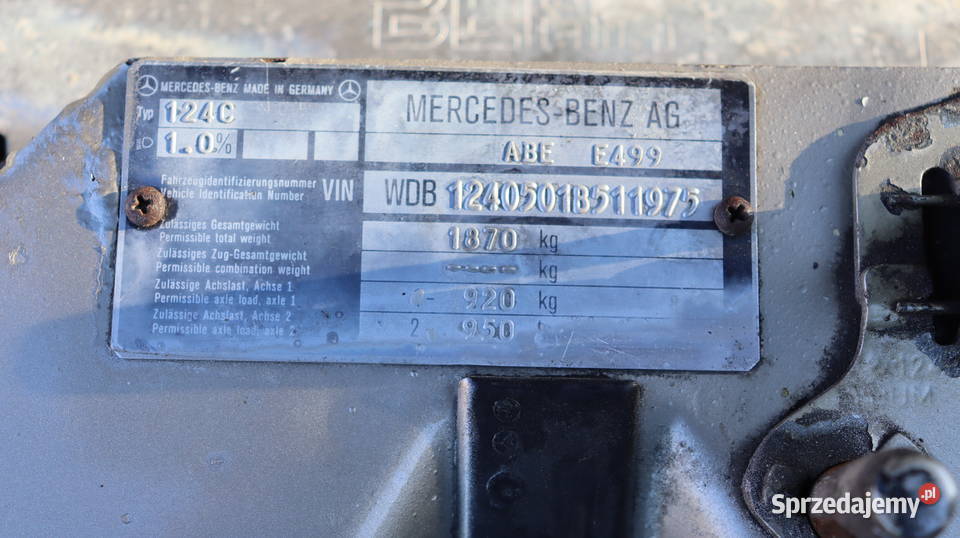 MERCEDES-BENZ MADE IN GERMANY
Typ 124C
1.0%
MERCEDES-BENZ AG
ABE E499
Fahrzeugidentifizierungsnummer
Vehicle Identification Number VIN WDB 1240501B511975
Zulässiges Gesamtgewicht
Permissible total weight 1870 kg
Zulässiges Zug-Gesamtgewicht
Permissible combination weight ---- kg
Zulässige Achslast, Achse 1
Permissible axle load, axle 1 920 kg
Zulässige Achslast, Achse 2
Permissible axle load, axle 2 2 - 950
Sprzedajemy.pl